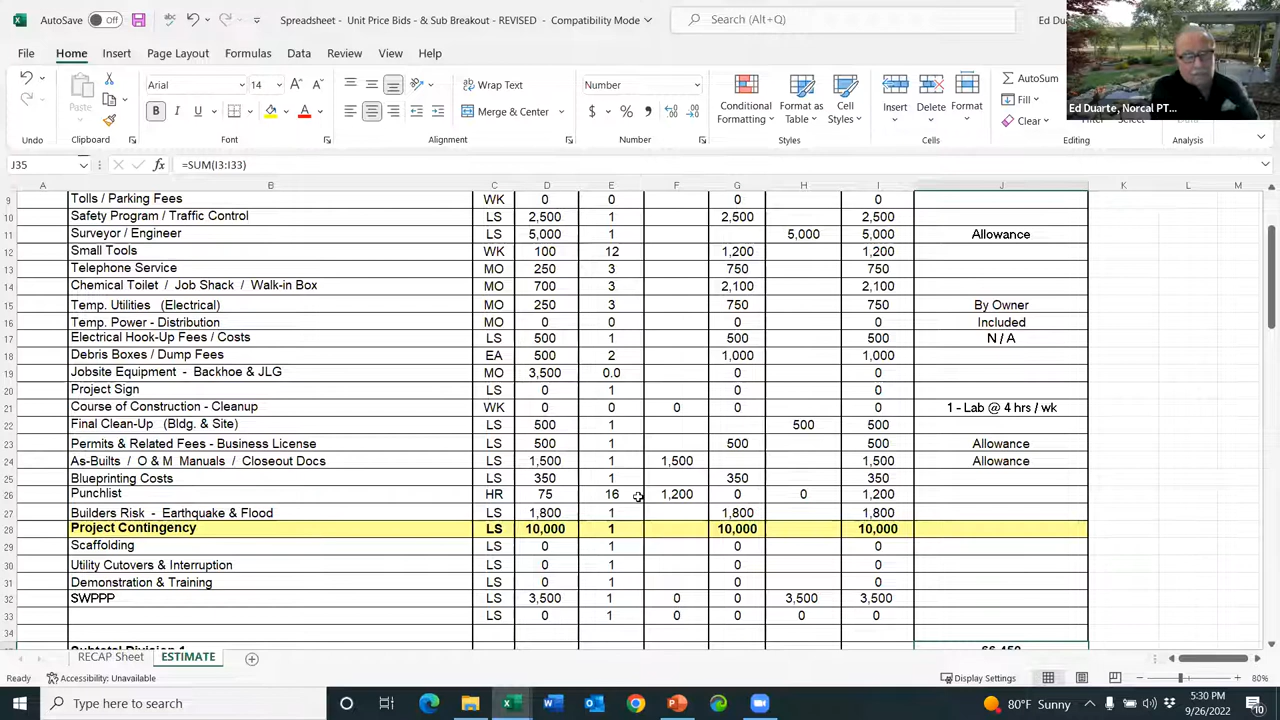 AutoSave Off Spreadsheet - Unit Price Bids - & Sub Breakout - REVISED - Compatibility Mode Search (Alt+Q) Ed Du
File Home Insert Page Layout Formulas Data Review View Help
Ed Duarte, Norcal PT...
Paste Arial 14 Wrap Text Number AutoSum
B I U Merge & Center Conditional Formatting Format as Table Cell Styles Insert Delete Format Fill Clear
Undo Clipboard Font Alignment Number Styles Cells Editing Analysis
J35 fx =SUM(I3:I33)
A B C D E F G H I J K L M
9 Tolls / Parking Fees WK 0 0 0 0
10 Safety Program / Traffic Control LS 2,500 1 2,500 2,500
11 Surveyor / Engineer LS 5,000 1 5,000 5,000 Allowance
12 Small Tools WK 100 12 1,200 1,200
13 Telephone Service MO 250 3 750 750
14 Chemical Toilet / Job Shack / Walk-in Box MO 700 3 2,100 2,100
15 Temp. Utilities (Electrical) MO 250 3 750 750 By Owner
16 Temp. Power - Distribution MO 0 0 0 0 Included
17 Electrical Hook-Up Fees / Costs LS 500 1 500 500 N / A
18 Debris Boxes / Dump Fees EA 500 2 1,000 1,000
19 Jobsite Equipment - Backhoe & JLG MO 3,500 0.0 0 0
20 Project Sign LS 0 1 0 0
21 Course of Construction - Cleanup WK 0 0 0 0 0 1 - Lab @ 4 hrs / wk
22 Final Clean-Up (Bldg. & Site) LS 500 1 500 500
23 Permits & Related Fees - Business License LS 500 1 500 500 Allowance
24 As-Builts / O & M Manuals / Closeout Docs LS 1,500 1 1,500 1,500 Allowance
25 Blueprinting Costs LS 350 1 350 350
26 Punchlist HR 75 16 1,200 0 0 1,200
27 Builders Risk - Earthquake & Flood LS 1,800 1 1,800 1,800
28 Project Contingency LS 10,000 1 10,000 10,000
29 Scaffolding LS 0 1 0 0
30 Utility Cutovers & Interruption LS 0 1 0 0
31 Demonstration & Training LS 0 1 0 0
32 SWPPP LS 3,500 1 0 0 3,500 3,500
33 LS 0 1 0 0 0 0
34
Subtotal Division 1 66,450
RECAP Sheet ESTIMATE
Ready Accessibility: Unavailable Display Settings 80%
Type here to search 80°F Sunny 5:30 PM
9/26/2022 10